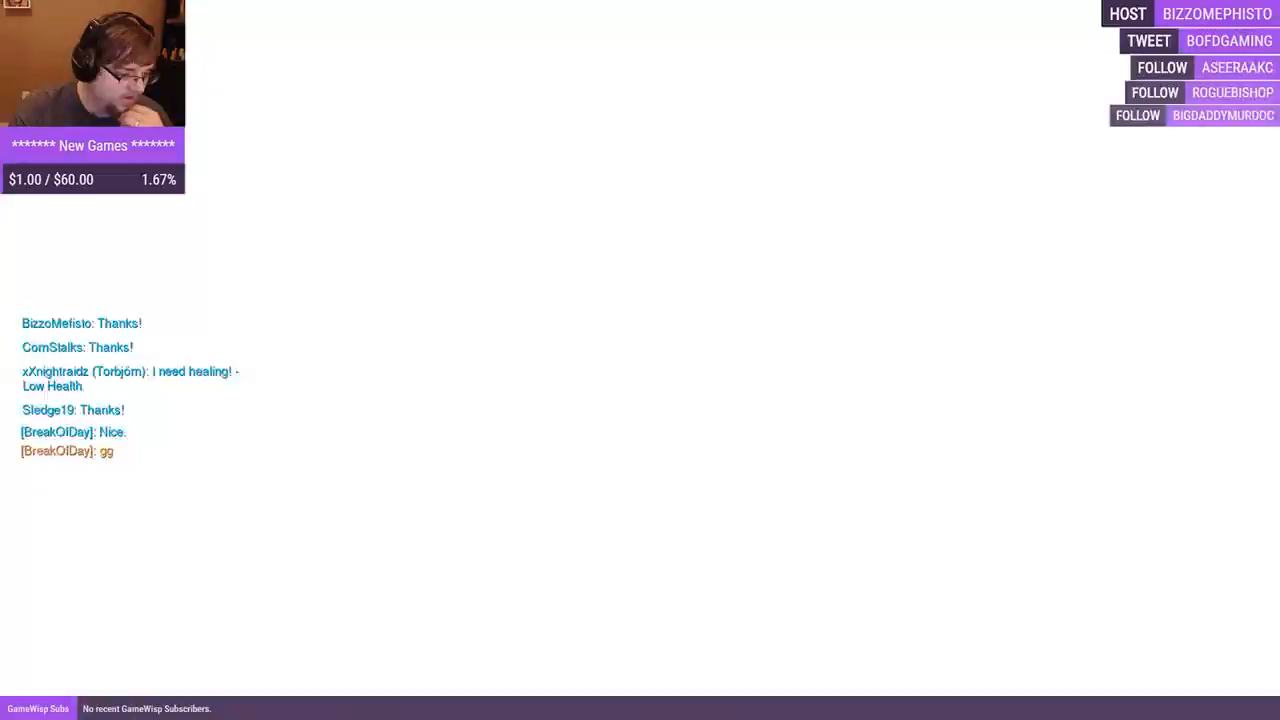 HOST BIZZOMEPHISTO
TWEET BOFDGAMING
FOLLOW ASEERAAKC
FOLLOW ROGUEBISHOP
FOLLOW BIGDADDYMURDOC
******* New Games *******
$1.00 / $60.00 1.67%
BizzoMefisto: Thanks!
CornStalks: Thanks!
xXnightraidz (Torbjörn): I need healing! -
Low Health
Sledge19: Thanks!
[BreakOfDay]: Nice.
[BreakOfDay]: gg
GameWisp Subs No recent GameWisp Subscribers.